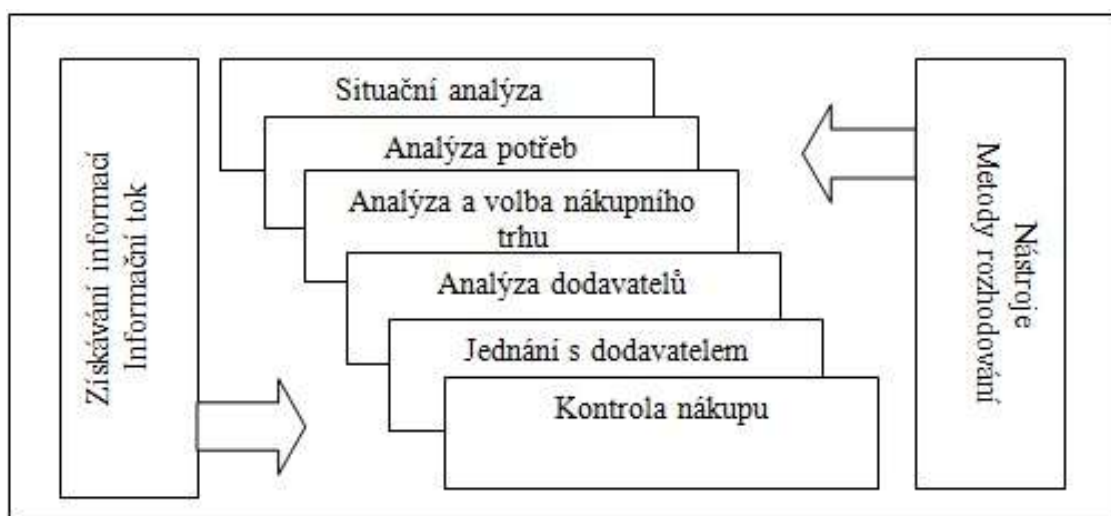 Získávání informací
Informační tok
Situační analýza
Analýza potřeb
Analýza a volba nákupního
trhu
Analýza dodavatelů
Jednání s dodavatelem
Kontrola nákupu
Nástroje
Metody rozhodování